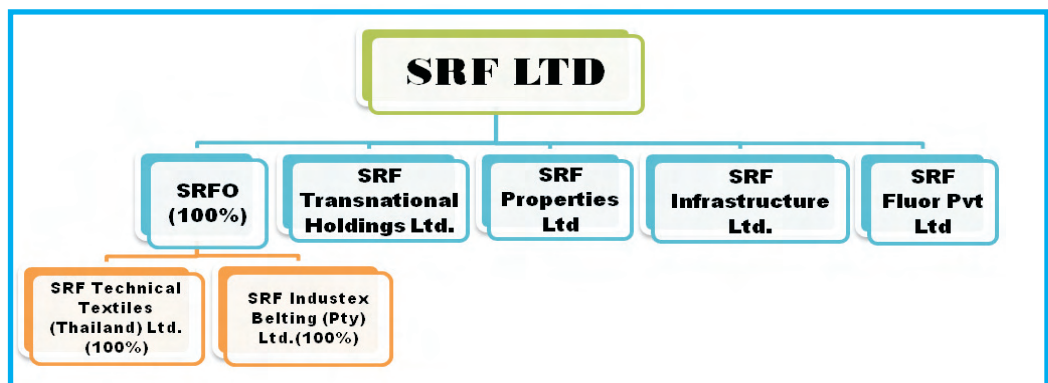 SRF LTD
SRFO
(100%)
SRF
Transnational
Holdings Ltd.
SRF
Properties
Ltd
SRF
Infrastructure
Ltd.
SRF
Fluor Pvt
Ltd
SRF Technical
Textiles
(Thailand) Ltd.
(100%)
SRF Industex
Belting (Pty)
Ltd.(100%)